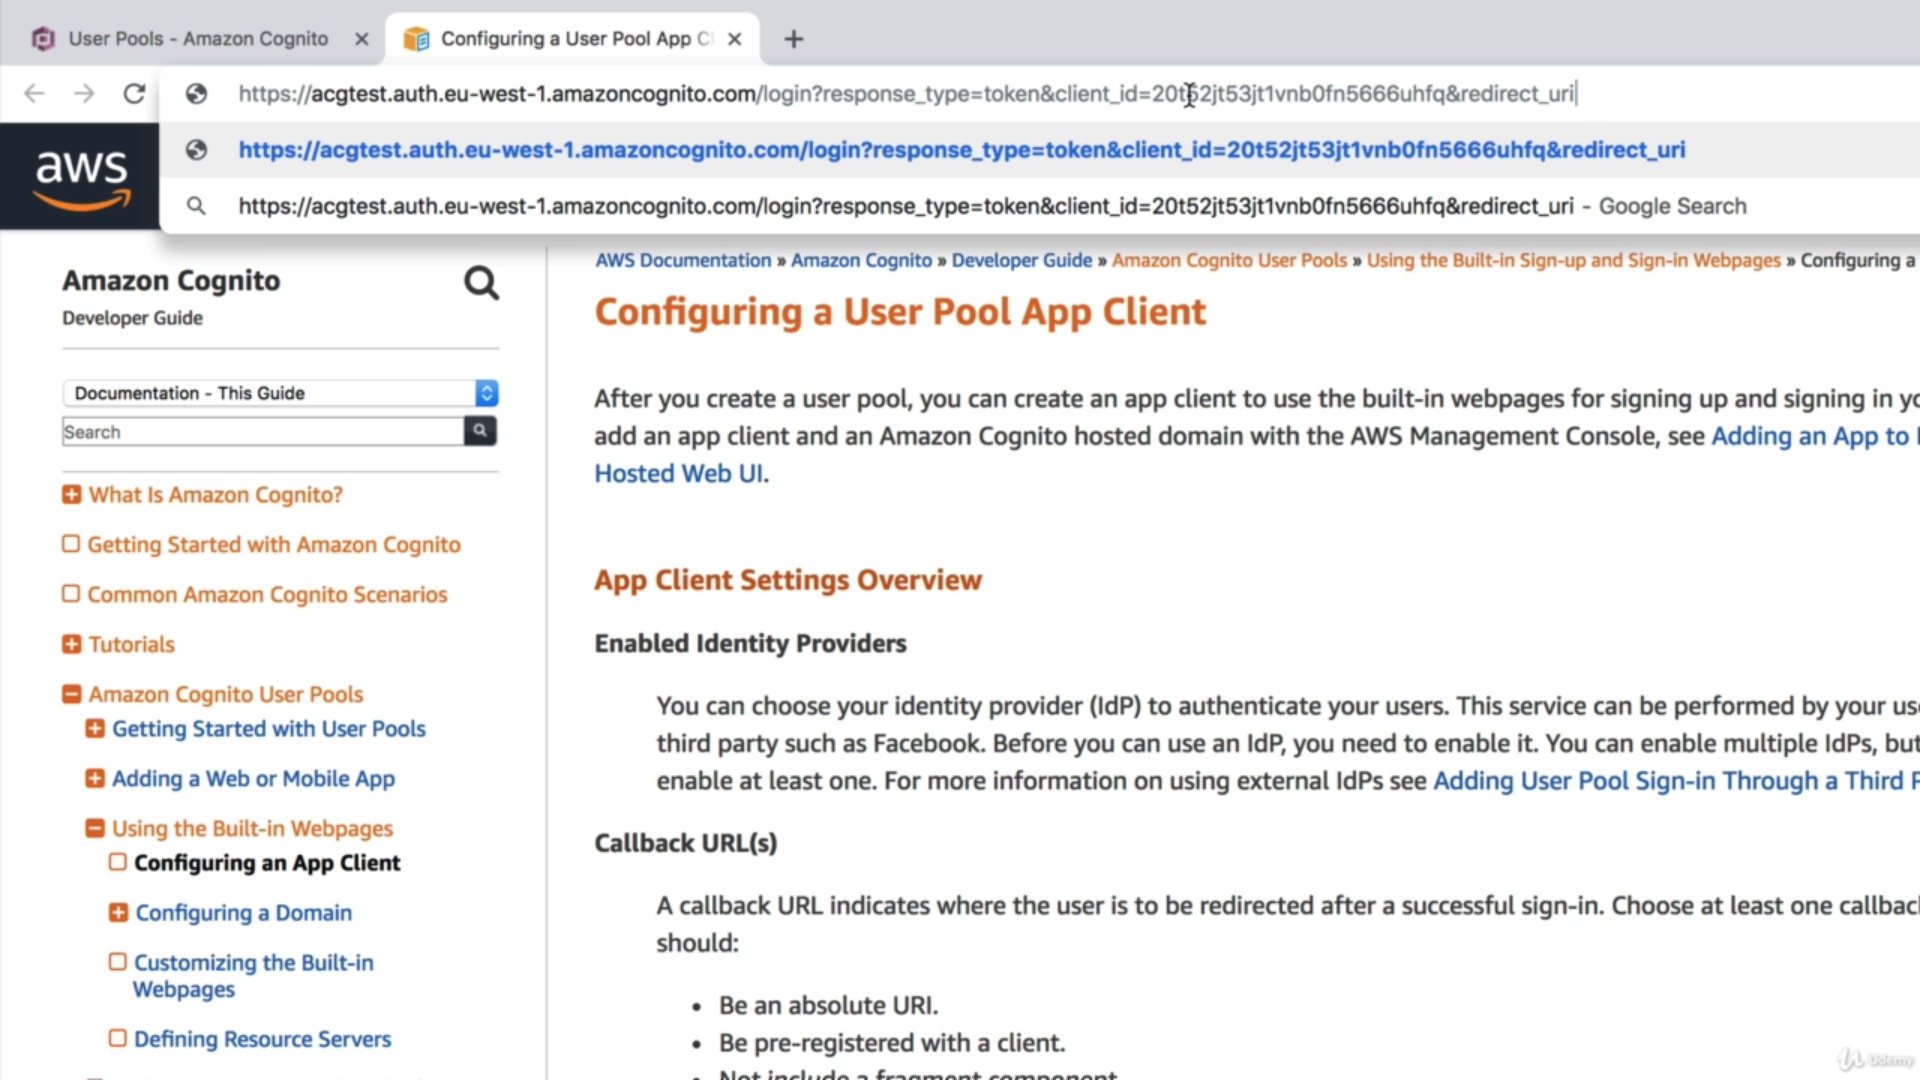 User Pools - Amazon Cognito
Configuring a User Pool App C
https://acgtest.auth.eu-west-1.amazoncognito.com/login?response_type=token&client_id=20t52jt53jt1vnb0fn5666uhfq&redirect_uri
https://acgtest.auth.eu-west-1.amazoncognito.com/login?response_type=token&client_id=20t52jt53jt1vnb0fn5666uhfq&redirect_uri
https://acgtest.auth.eu-west-1.amazoncognito.com/login?response_type=token&client_id=20t52jt53jt1vnb0fn5666uhfq&redirect_uri - Google Search
aws
Amazon Cognito
Developer Guide
Documentation - This Guide
Search
What Is Amazon Cognito?
Getting Started with Amazon Cognito
Common Amazon Cognito Scenarios
Tutorials
Amazon Cognito User Pools
Getting Started with User Pools
Adding a Web or Mobile App
Using the Built-in Webpages
Configuring an App Client
Configuring a Domain
Customizing the Built-in
Webpages
Defining Resource Servers
AWS Documentation » Amazon Cognito » Developer Guide » Amazon Cognito User Pools » Using the Built-in Sign-up and Sign-in Webpages » Configuring a
Configuring a User Pool App Client
After you create a user pool, you can create an app client to use the built-in webpages for signing up and signing in
add an app client and an Amazon Cognito hosted domain with the AWS Management Console, see Adding an App to
Hosted Web UI.
App Client Settings Overview
Enabled Identity Providers
You can choose your identity provider (IdP) to authenticate your users. This service can be performed by your
third party such as Facebook. Before you can use an IdP, you need to enable it. You can enable multiple IdPs, but
enable at least one. For more information on using external IdPs see Adding User Pool Sign-in Through a Third
Callback URL(s)
A callback URL indicates where the user is to be redirected after a successful sign-in. Choose at least one
should:
• Be an absolute URI.
• Be pre-registered with a client.
• Not include a fragment component.
Udemy